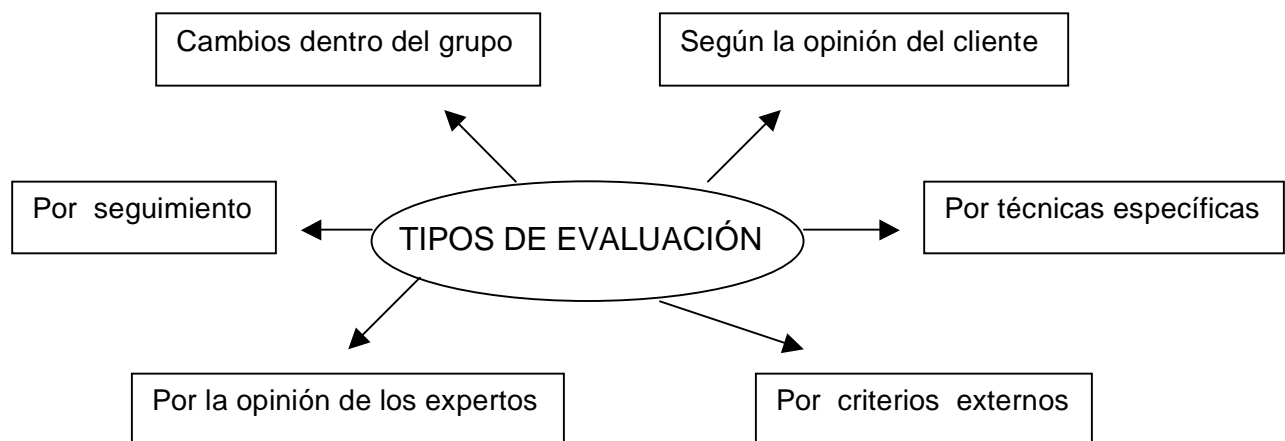 Cambios dentro del grupo
Según la opinión del cliente
Por seguimiento
Por técnicas específicas
TIPOS DE EVALUACIÓN
Por la opinión de los expertos
Por criterios externos